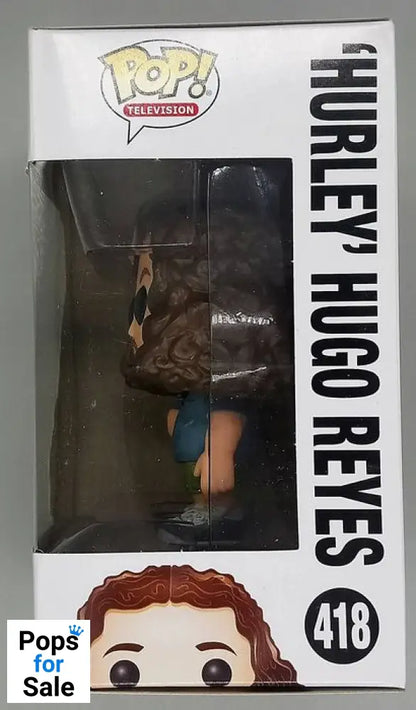 POP!
TELEVISION
'HURLEY' HUGO REYES
418
Pops
for
Sale